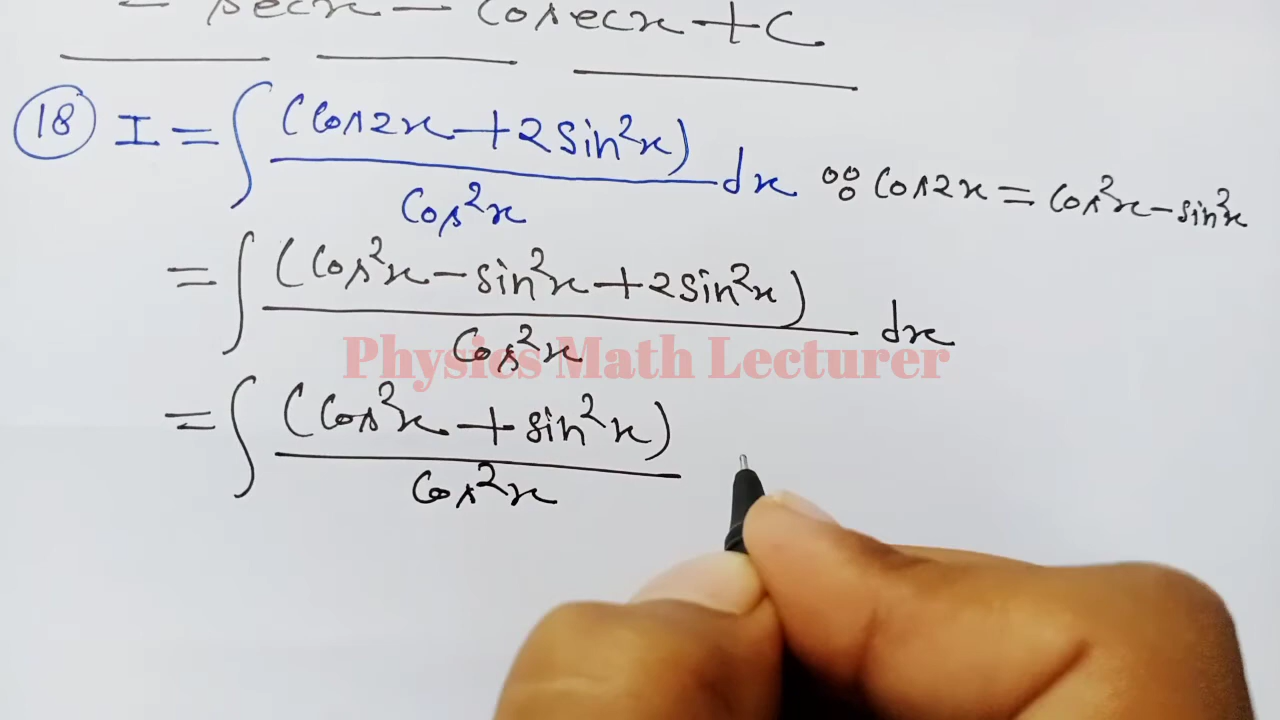 = secx - Cosecx + C
18 I = ∫ (Cos2x + 2sin²x) / Cos²x dx ∵ Cos2x = Cos²x - sin²x
= ∫ (Cos²x - sin²x + 2sin²x) / Cos²x dx
Physics Math Lecturer
= ∫ (Cos²x + sin²x) / Cos²x